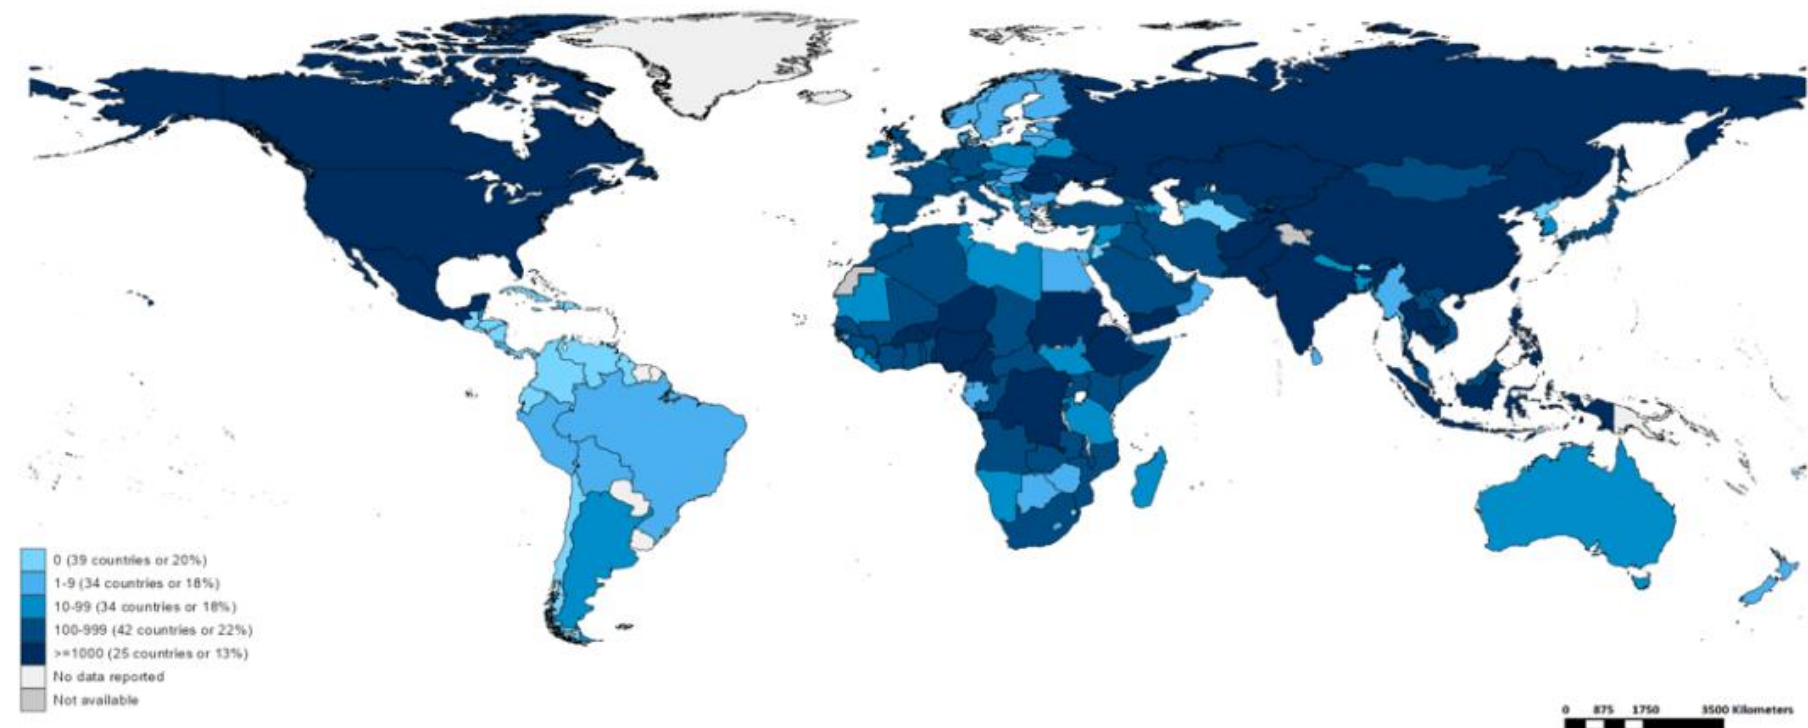 0 (39 countries or 20%)
1-9 (34 countries or 18%)
10-99 (34 countries or 18%)
100-999 (42 countries or 22%)
>=1000 (25 countries or 13%)
No data reported
Not available
0 875 1750 3500 Kilometers